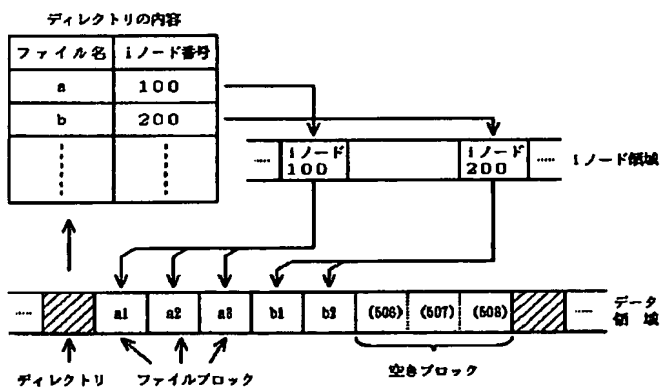 ディレクトリの内容
ファイル名 iノード番号
a 100
b 200
iノード 100
iノード 200
iノード領域
a1 a2 a3 b1 b2 (506) (507) (508)
データ領域
ディレクトリ ファイルブロック 空きブロック